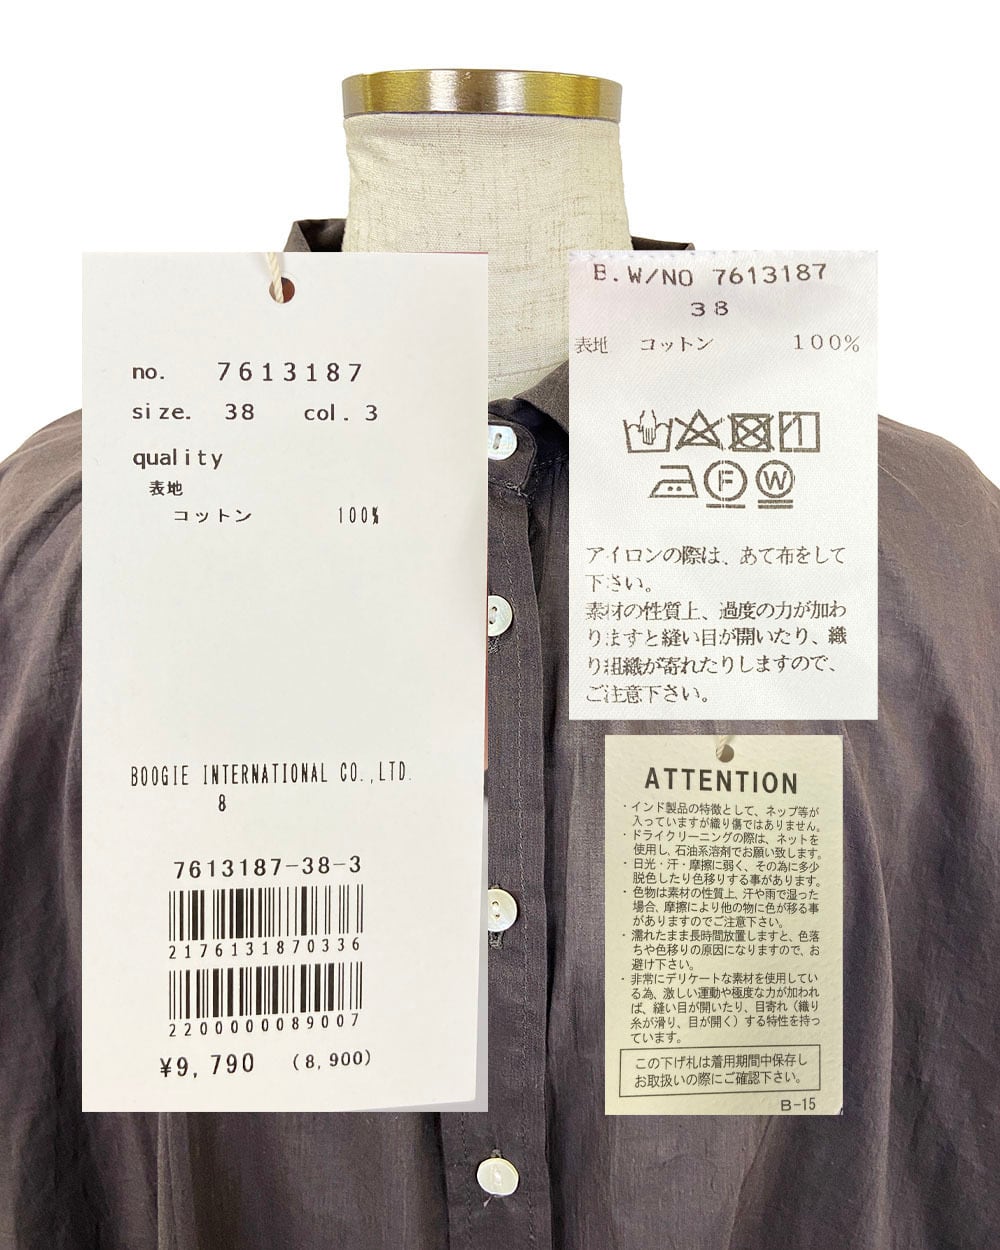 no. 7613187
size. 38 col. 3
quality
表地
コットン 100%
BOOGIE INTERNATIONAL CO.,LTD.
8
7613187-38-3
2176131870336
2200000089007
¥9,790 (8,900)
B.W/NO 7613187
38
表地 コットン 100%
F W
アイロンの際は、あて布をして
下さい。
素材の性質上、過度の力が加わ
りますと縫い目が開いたり、織
り組織が寄れたりしますので、
ご注意下さい。
ATTENTION
・インド製品の特徴として、ネップ等が
入っていますが織り傷ではありません。
・ドライクリーニングの際は、ネットを
使用し、石油系溶剤でお願い致します。
・日光・汗・摩擦に弱く、その為に多少
脱色したり色移りする事があります。
・色物は素材の性質上、汗や雨で湿った
場合、摩擦により他の物に色が移る事
がありますのでご注意下さい。
・濡れたまま長時間放置しますと、色落
ちや色移りの原因になりますので、お
避け下さい。
・非常にデリケートな素材を使用してい
る為、激しい運動や極度な力が加われ
ば、縫い目が開いたり、目寄れ（織り
糸が滑り、目が開く）する特性を持っ
ています。
この下げ札は着用期間中保存し
お取扱いの際にご確認下さい。
B-15